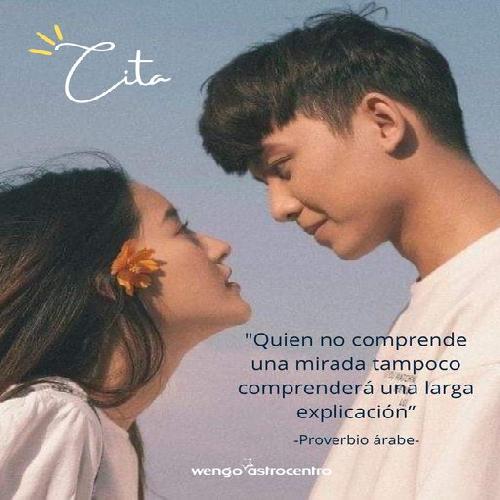 Cita
"Quien no comprende
una mirada tampoco
comprenderá una larga
explicación”
-Proverbio árabe-
wengo astrocentro